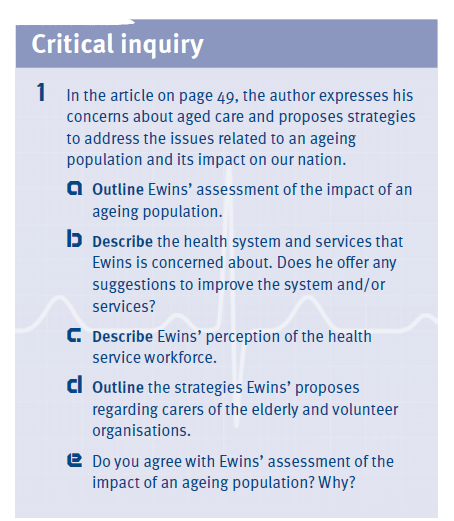 Critical inquiry
1 In the article on page 49, the author expresses his
concerns about aged care and proposes strategies
to address the issues related to an ageing
population and its impact on our nation.
a Outline Ewins' assessment of the impact of an
ageing population.
b Describe the health system and services that
Ewins is concerned about. Does he offer any
suggestions to improve the system and/or
services?
c Describe Ewins' perception of the health
service workforce.
d Outline the strategies Ewins' proposes
regarding carers of the elderly and volunteer
organisations.
e Do you agree with Ewins' assessment of the
impact of an ageing population? Why?